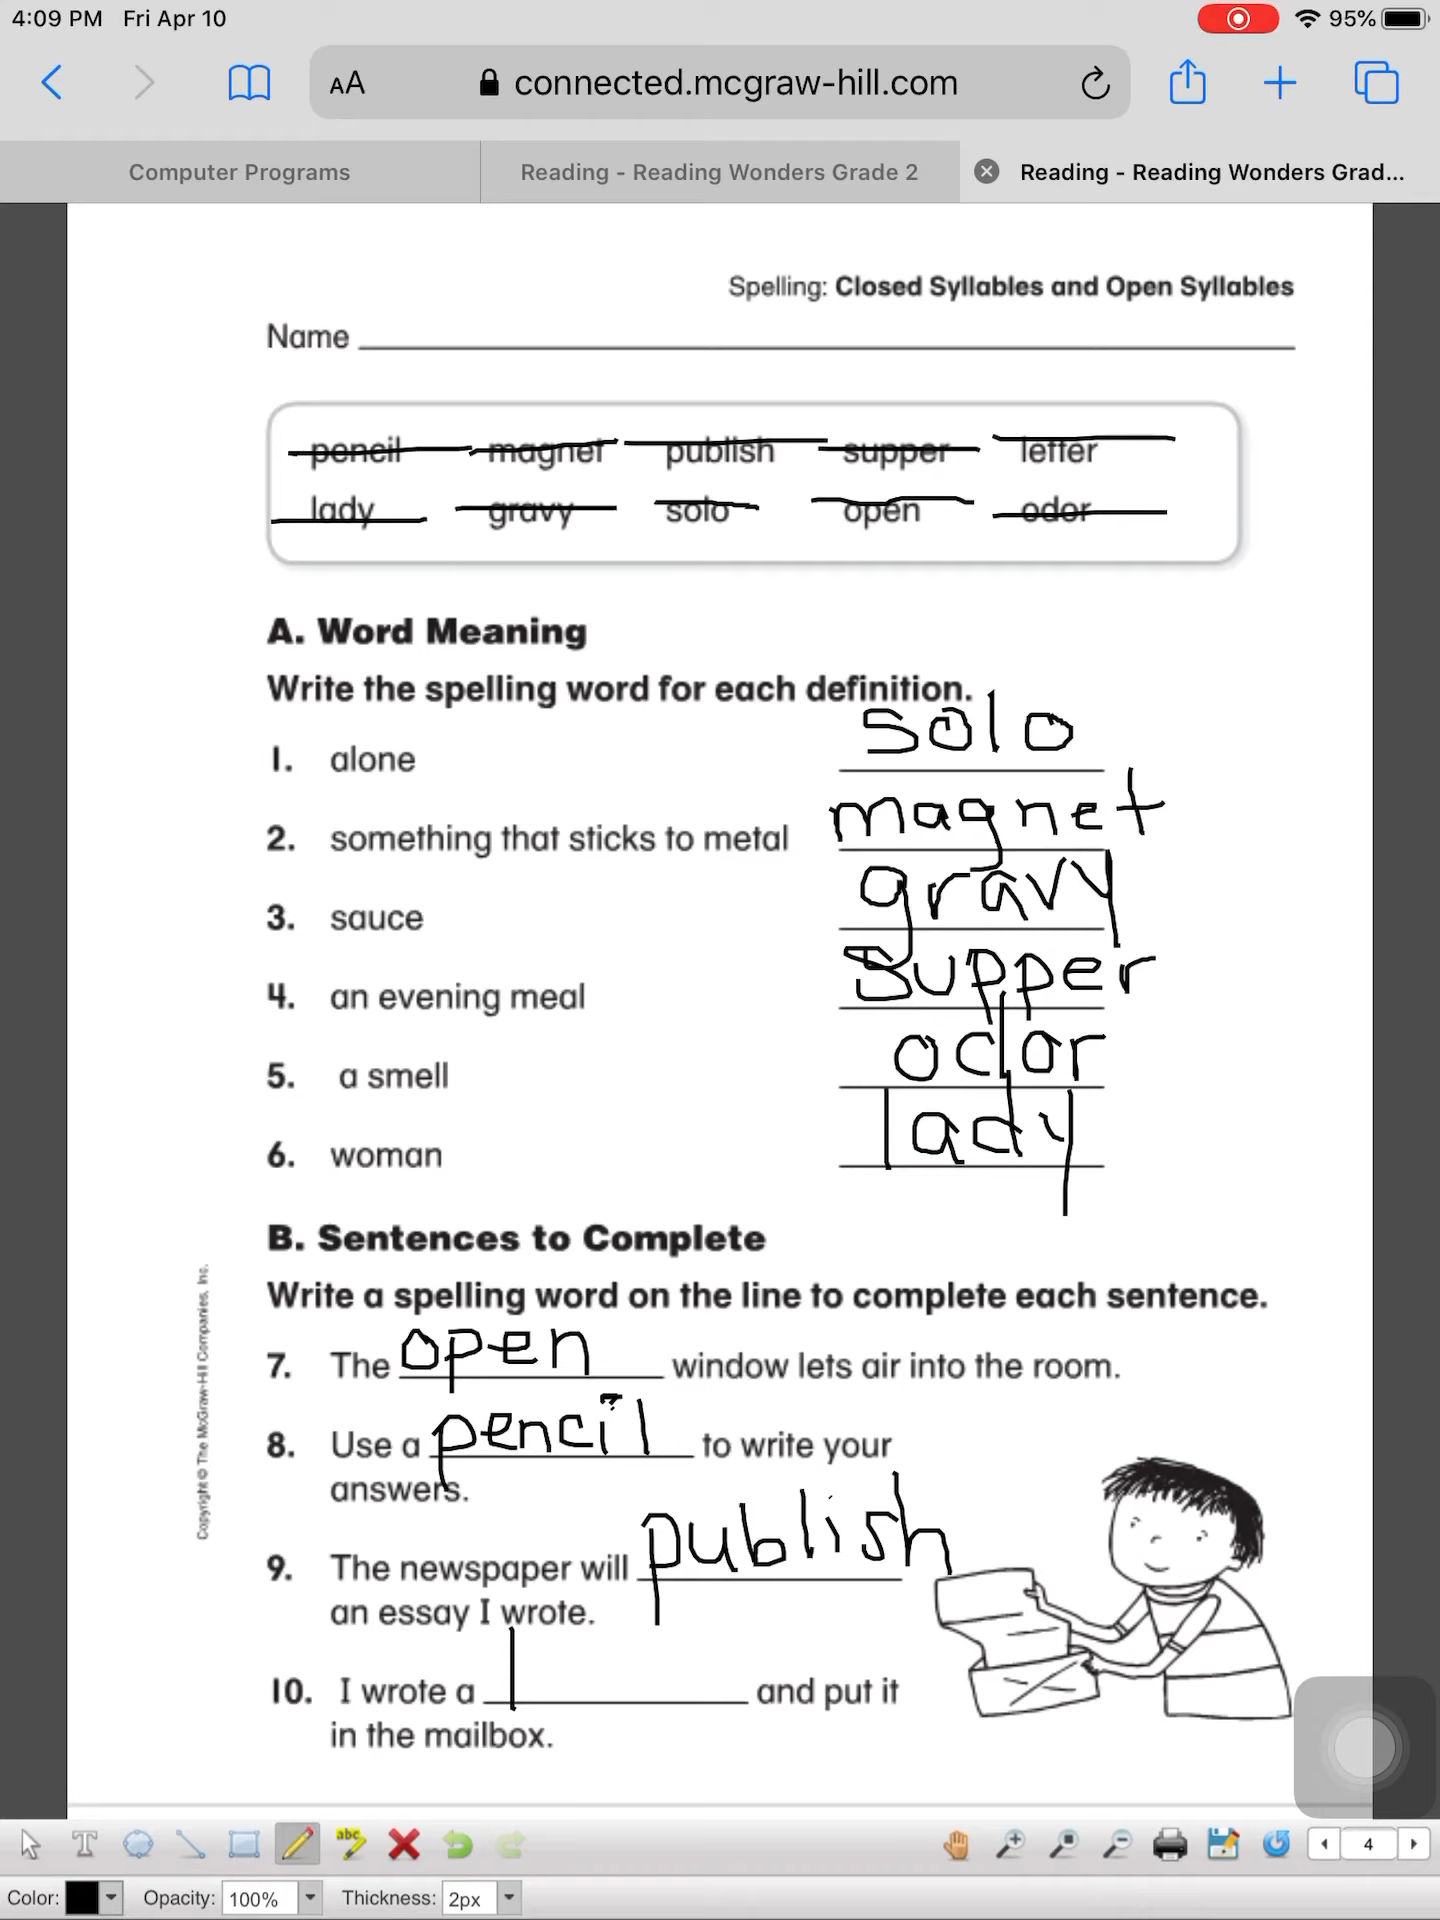 4:09 PM Fri Apr 10 95%
AA connected.mcgraw-hill.com
Computer Programs Reading - Reading Wonders Grade 2 Reading - Reading Wonders Grad...
Spelling: Closed Syllables and Open Syllables
Name
pencil magnet publish supper letter
lady gravy solo open odor
A. Word Meaning
Write the spelling word for each definition.
1. alone solo
2. something that sticks to metal magnet
3. sauce gravy
4. an evening meal supper
5. a smell odor
6. woman lady
B. Sentences to Complete
Write a spelling word on the line to complete each sentence.
7. The open window lets air into the room.
8. Use a pencil to write your
answers.
9. The newspaper will publish
an essay I wrote.
10. I wrote a l and put it
in the mailbox.
Copyright © The McGraw-Hill Companies, Inc.
T abc 4
Color: Opacity: 100% Thickness: 2px